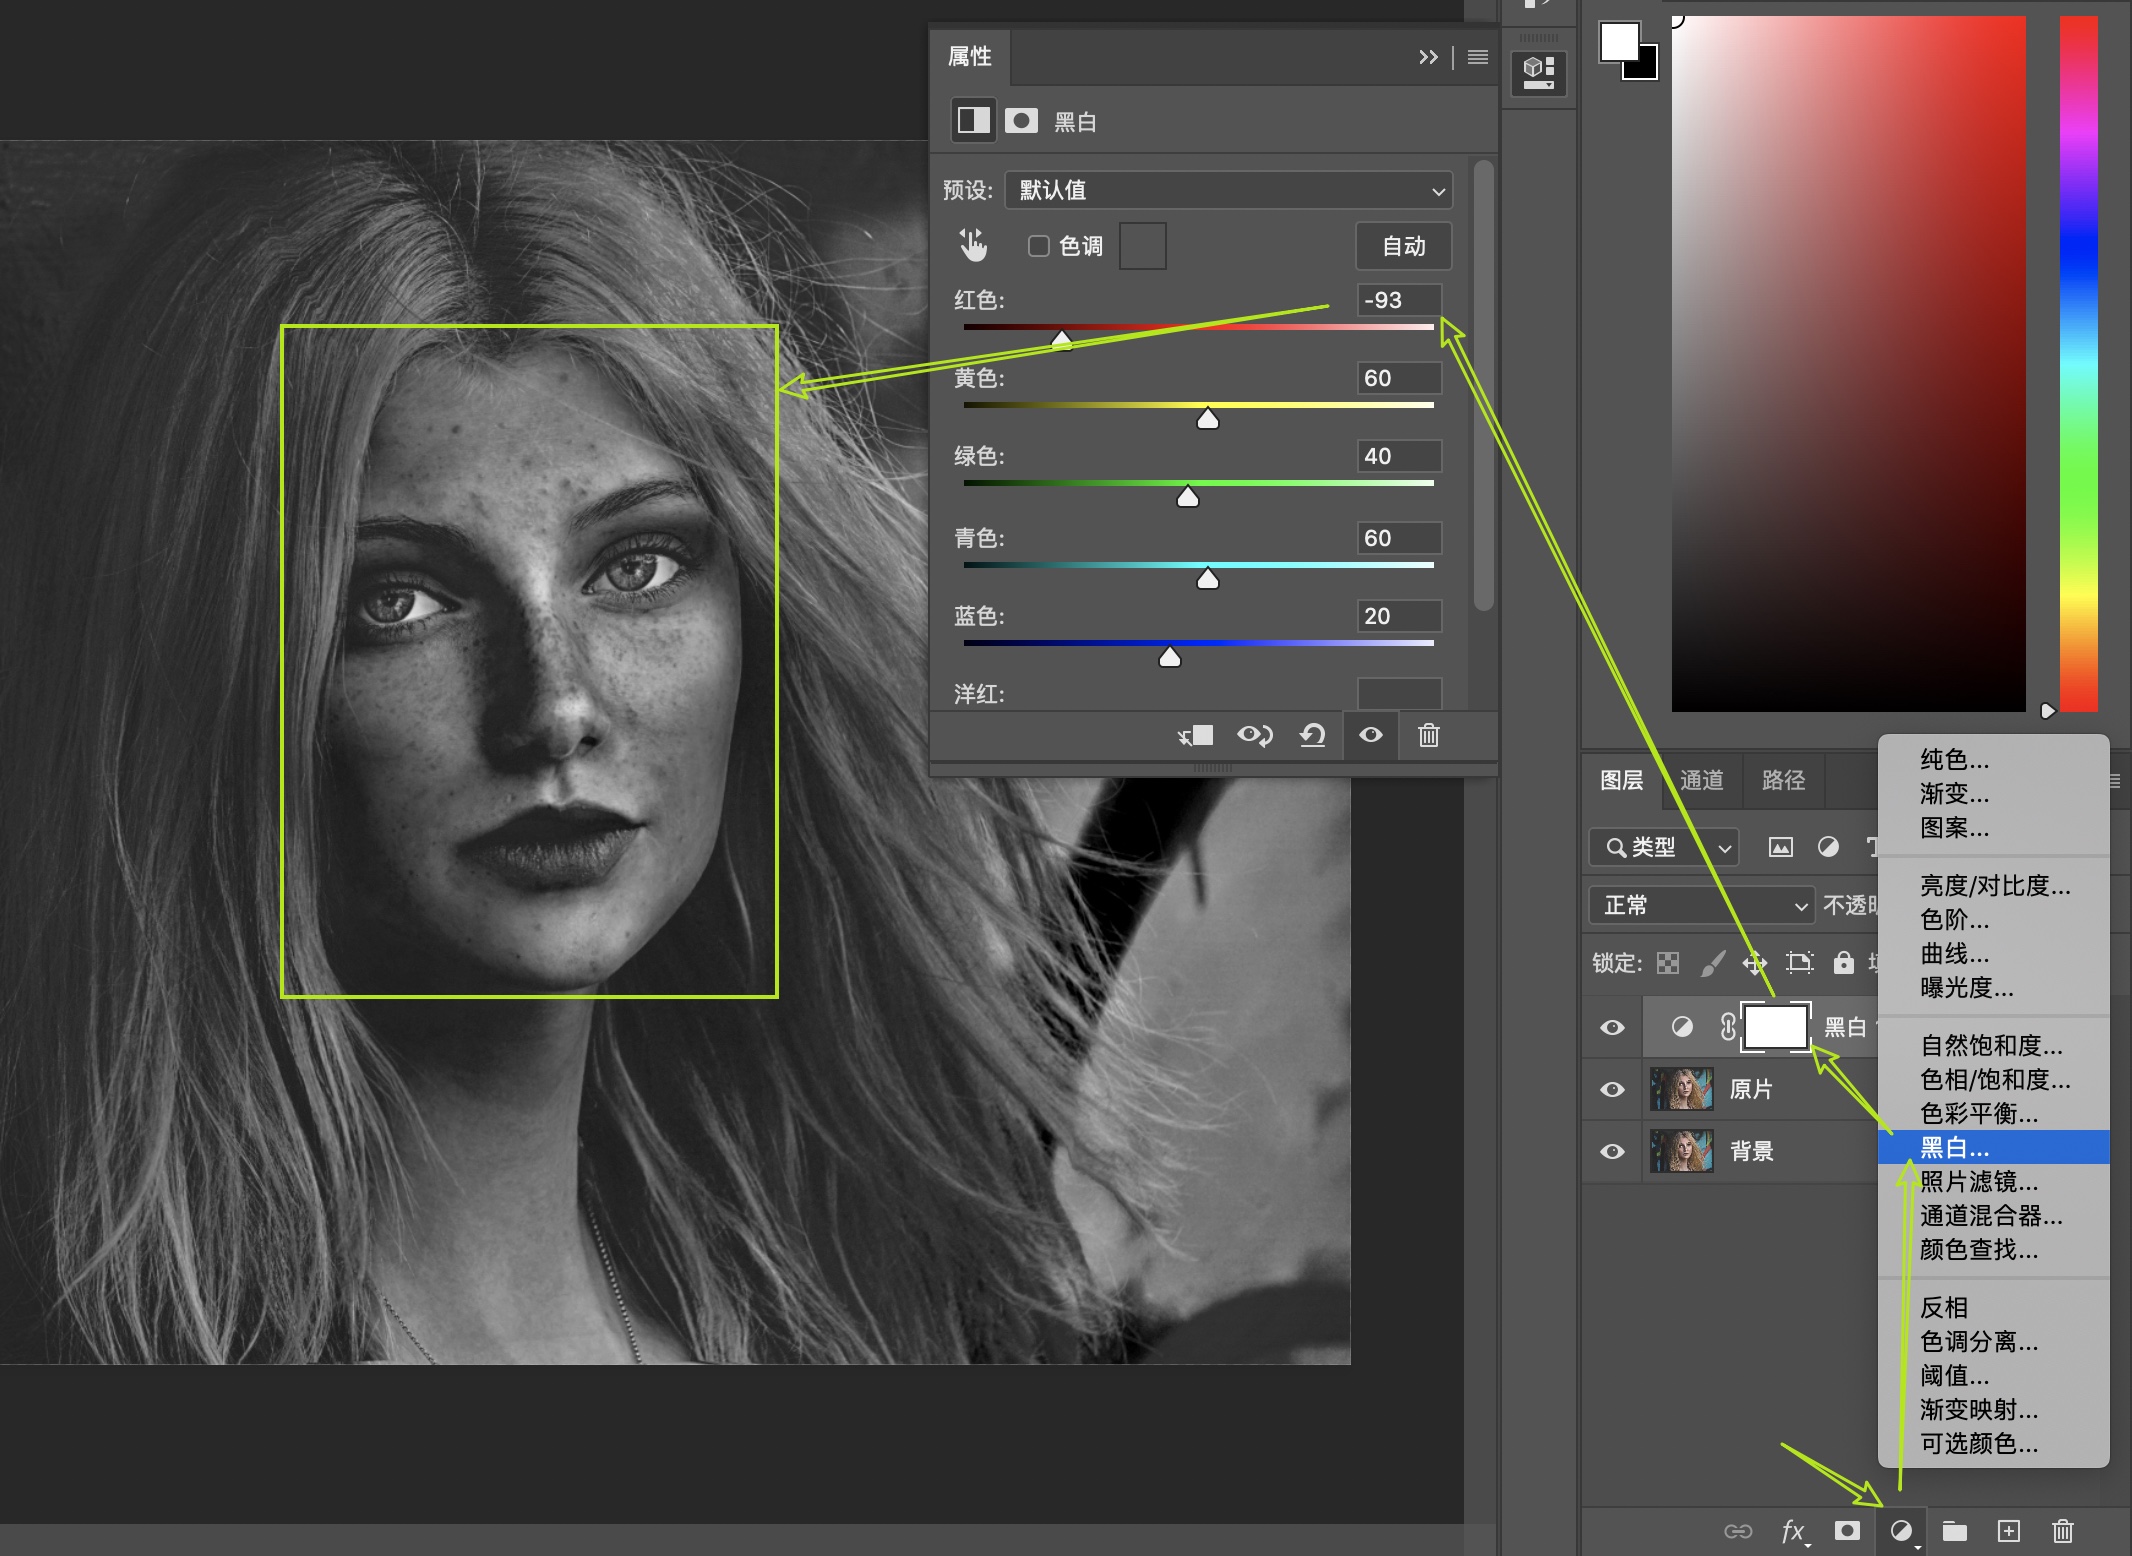 属性
黑白
预设: 默认值
色调 自动
红色: -93
黄色: 60
绿色: 40
青色: 60
蓝色: 20
洋红:
图层 通道 路径
类型
正常
锁定:
黑白
原片
背景
fx
纯色...
渐变...
图案...
亮度/对比度...
色阶...
曲线...
曝光度...
自然饱和度...
色相/饱和度...
色彩平衡...
黑白...
照片滤镜...
通道混合器...
颜色查找...
反相
色调分离...
阈值...
渐变映射...
可选颜色...